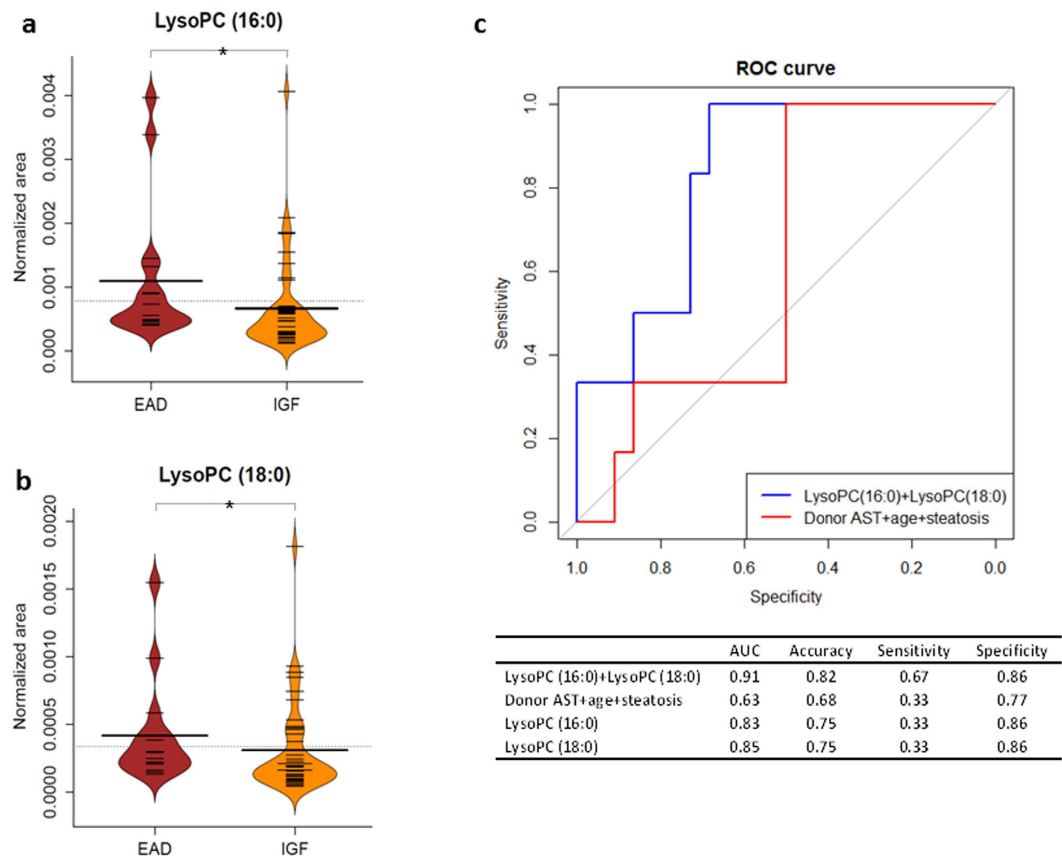 a
LysoPC (16:0)
*
0.004
0.003
0.002
0.001
0.000
Normalized area
EAD
IGF
b
LysoPC (18:0)
*
0.0020
0.0015
0.0010
0.0005
0.0000
Normalized area
EAD
IGF
c
ROC curve
1.0
0.8
0.6
0.4
0.2
0.0
Sensitivity
LysoPC(16:0)+LysoPC(18:0)
Donor AST+age+steatosis
1.0 0.8 0.6 0.4 0.2 0.0
Specificity
AUC Accuracy Sensitivity Specificity
LysoPC (16:0)+LysoPC (18:0) 0.91 0.82 0.67 0.86
Donor AST+age+steatosis 0.63 0.68 0.33 0.77
LysoPC (16:0) 0.83 0.75 0.33 0.86
LysoPC (18:0) 0.85 0.75 0.33 0.86